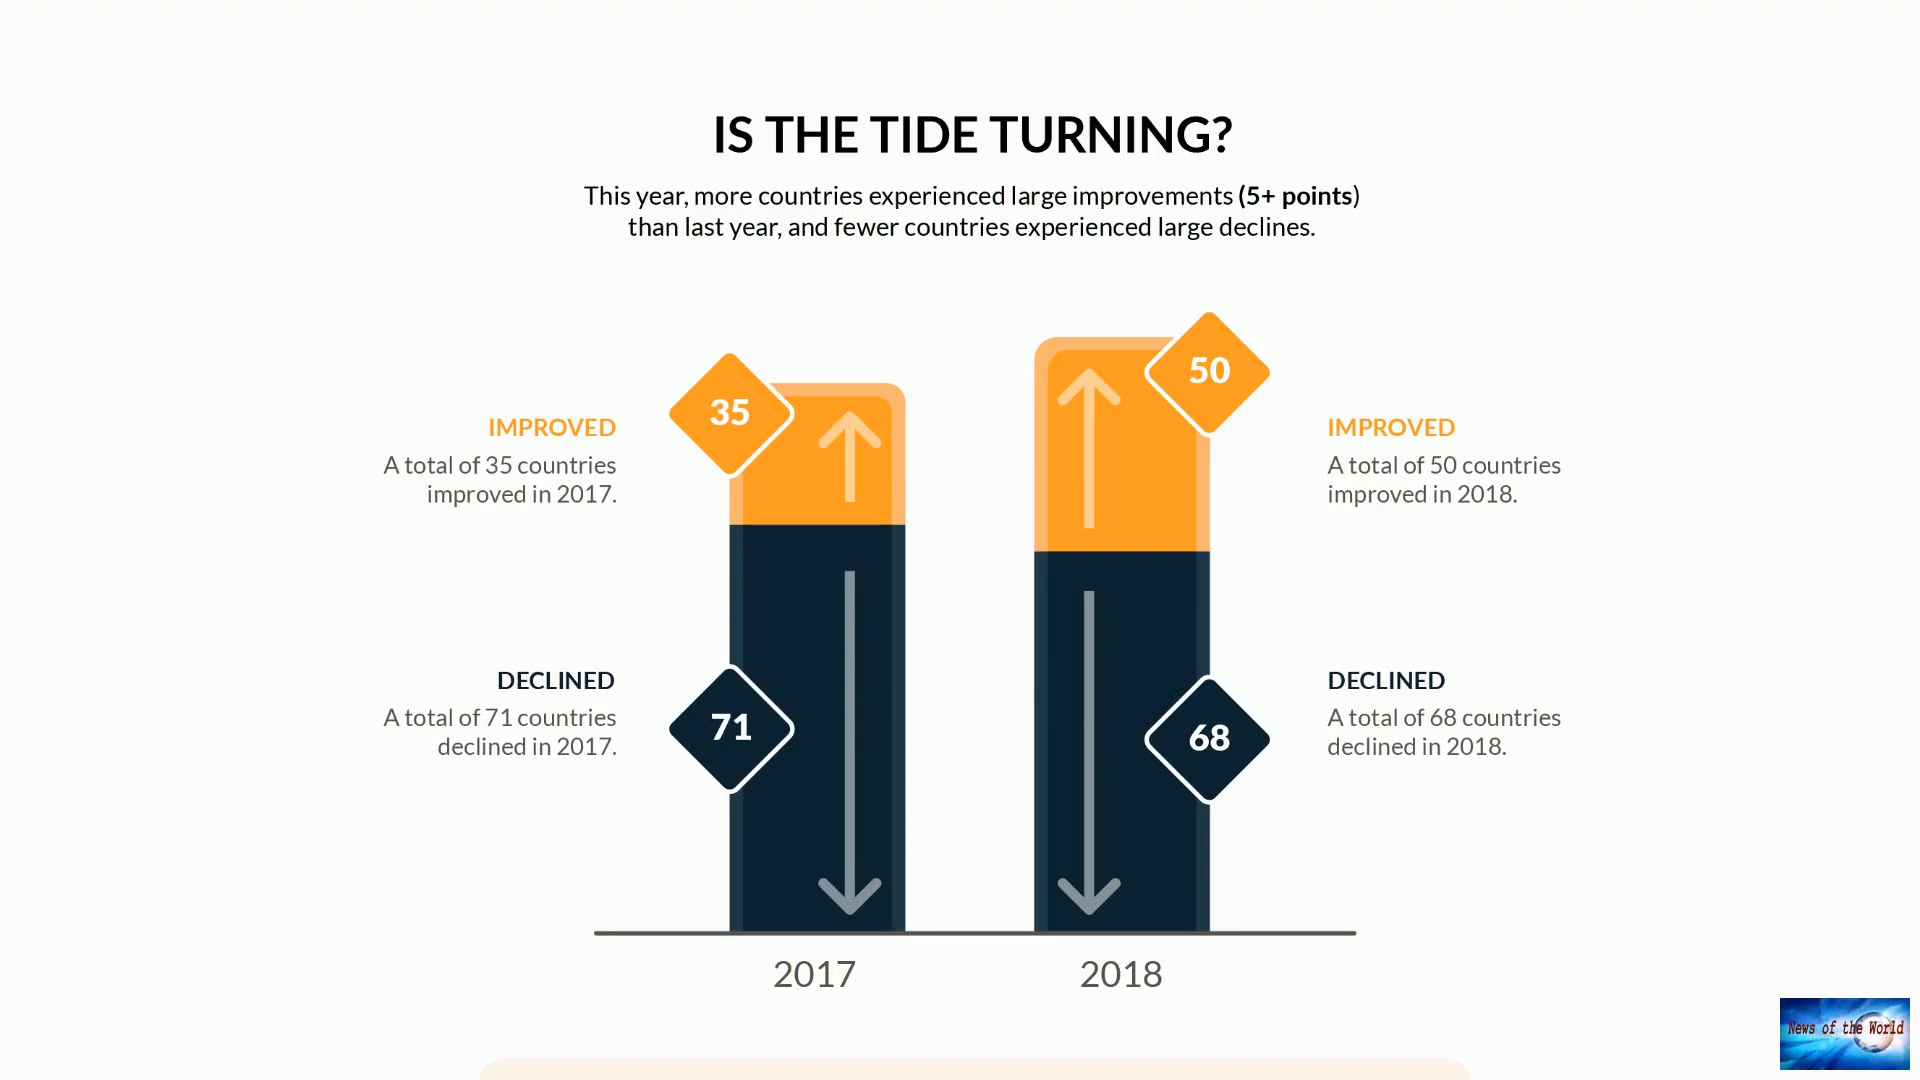 IS THE TIDE TURNING?
This year, more countries experienced large improvements (5+ points)
than last year, and fewer countries experienced large declines.
35
50
IMPROVED
A total of 35 countries
improved in 2017.
IMPROVED
A total of 50 countries
improved in 2018.
DECLINED
A total of 71 countries
declined in 2017.
71
68
DECLINED
A total of 68 countries
declined in 2018.
2017
2018
News of the World